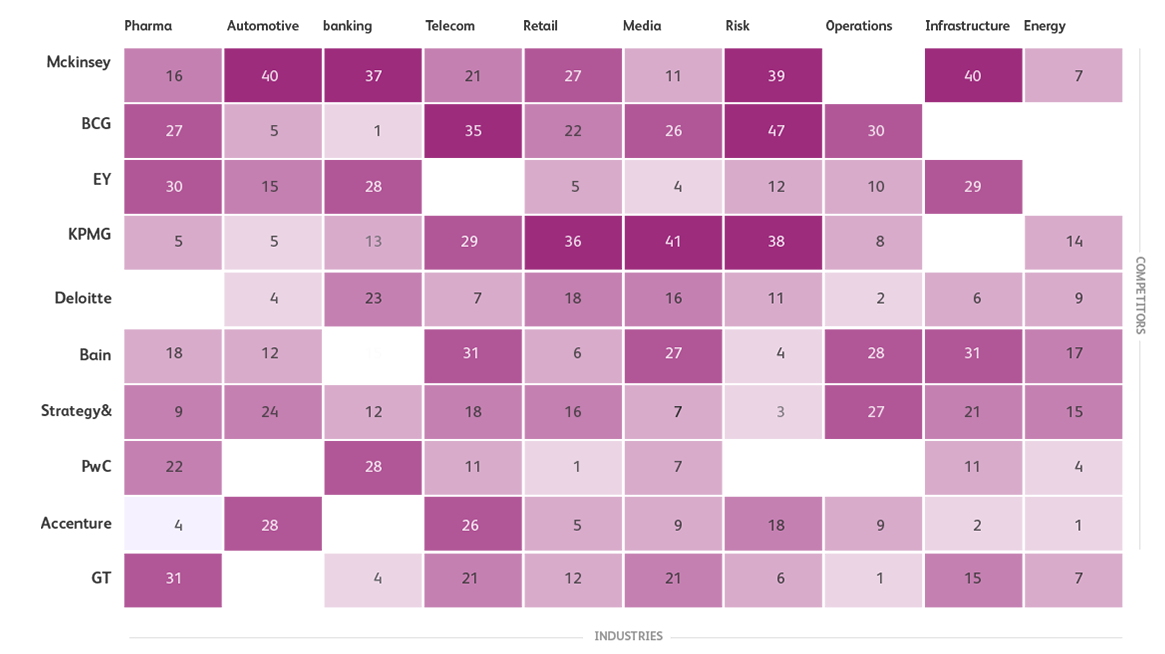 Pharma Automotive banking Telecom Retail Media Risk Operations Infrastructure Energy
Mckinsey 16 40 37 21 27 11 39 40 7
BCG 27 5 1 35 22 26 47 30
EY 30 15 28 5 4 12 10 29
KPMG 5 5 13 29 36 41 38 8 14
Deloitte 4 23 7 18 16 11 2 6 9
Bain 18 12 31 6 27 4 28 31 17
Strategy& 9 24 12 18 16 7 3 27 21 15
PwC 22 28 11 1 7 11 4
Accenture 4 28 26 5 9 18 9 2 1
GT 31 4 21 12 21 6 1 15 7
COMPETITORS
INDUSTRIES